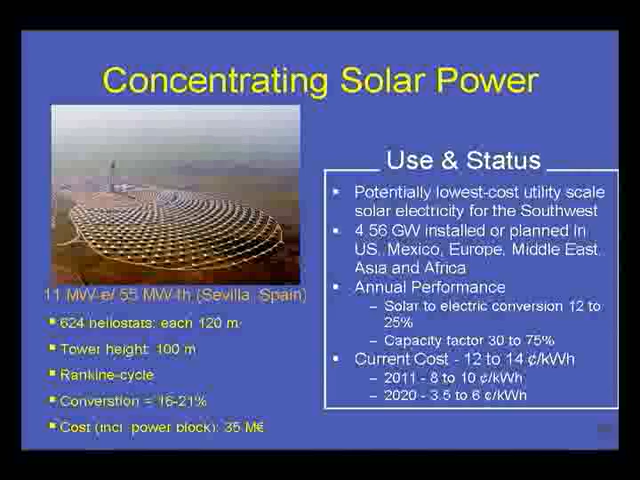 Concentrating Solar Power
11 MW e/ 55 MW th (Sevilla, Spain)
624 heliostars: each 120 m
Tower height: 100 m
Rankine-cycle
Converstion = 16-21%
Cost (incl. power block): 35 M€
Use & Status
Potentially lowest-cost utility scale
solar electricity for the Southwest
4.56 GW installed or planned in
US, Mexico, Europe, Middle East,
Asia and Africa
Annual Performance
– Solar to electric conversion 12 to
25%
– Capacity factor 30 to 75%
Current Cost - 12 to 14 ¢/kWh
– 2011 - 8 to 10 ¢/kWh
– 2020 - 3.5 to 6 ¢/kWh